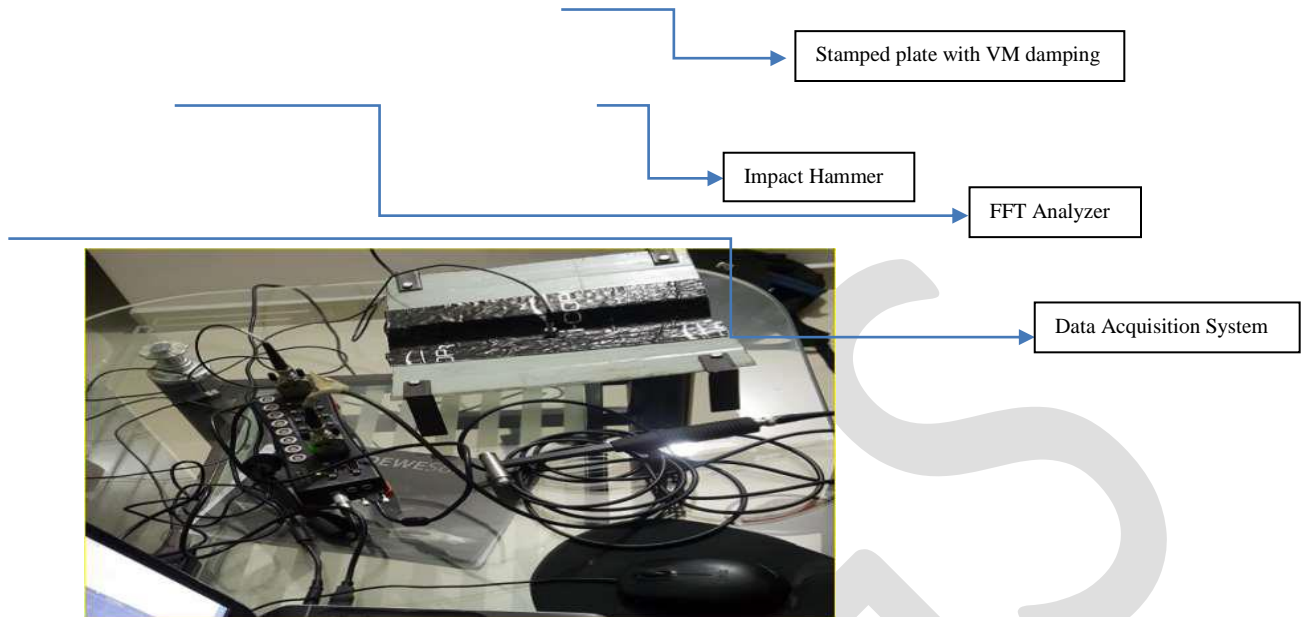 Stamped plate with VM damping
Impact Hammer
FFT Analyzer
Data Acquisition System